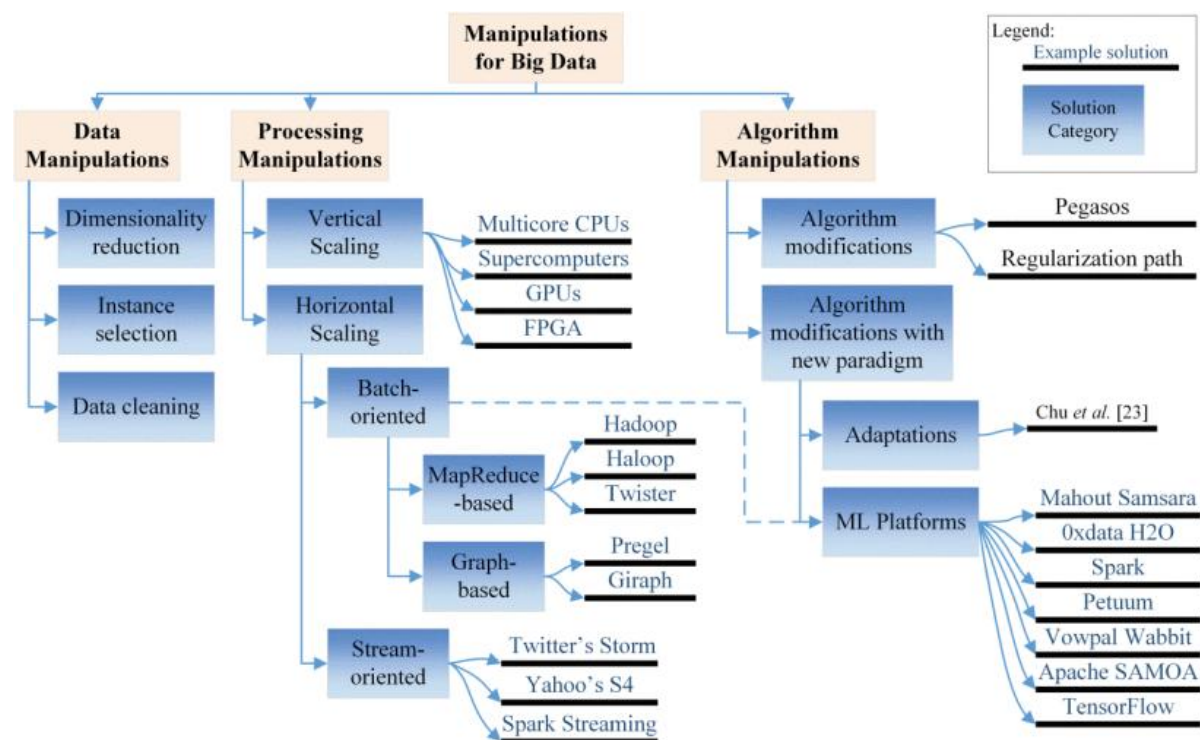 Manipulations
for Big Data
Legend:
Example solution
Solution
Category
Data
Manipulations
Processing
Manipulations
Algorithm
Manipulations
Dimensionality
reduction
Instance
selection
Data cleaning
Vertical
Scaling
Multicore CPUs
Supercomputers
GPUs
FPGA
Horizontal
Scaling
Batch-
oriented
MapReduce
-based
Hadoop
Haloop
Twister
Graph-
based
Pregel
Giraph
Stream-
oriented
Twitter's Storm
Yahoo's S4
Spark Streaming
Algorithm
modifications
Pegasos
Regularization path
Algorithm
modifications with
new paradigm
Adaptations
Chu et al. [23]
ML Platforms
Mahout Samsara
0xdata H2O
Spark
Petuum
Vowpal Wabbit
Apache SAMOA
TensorFlow